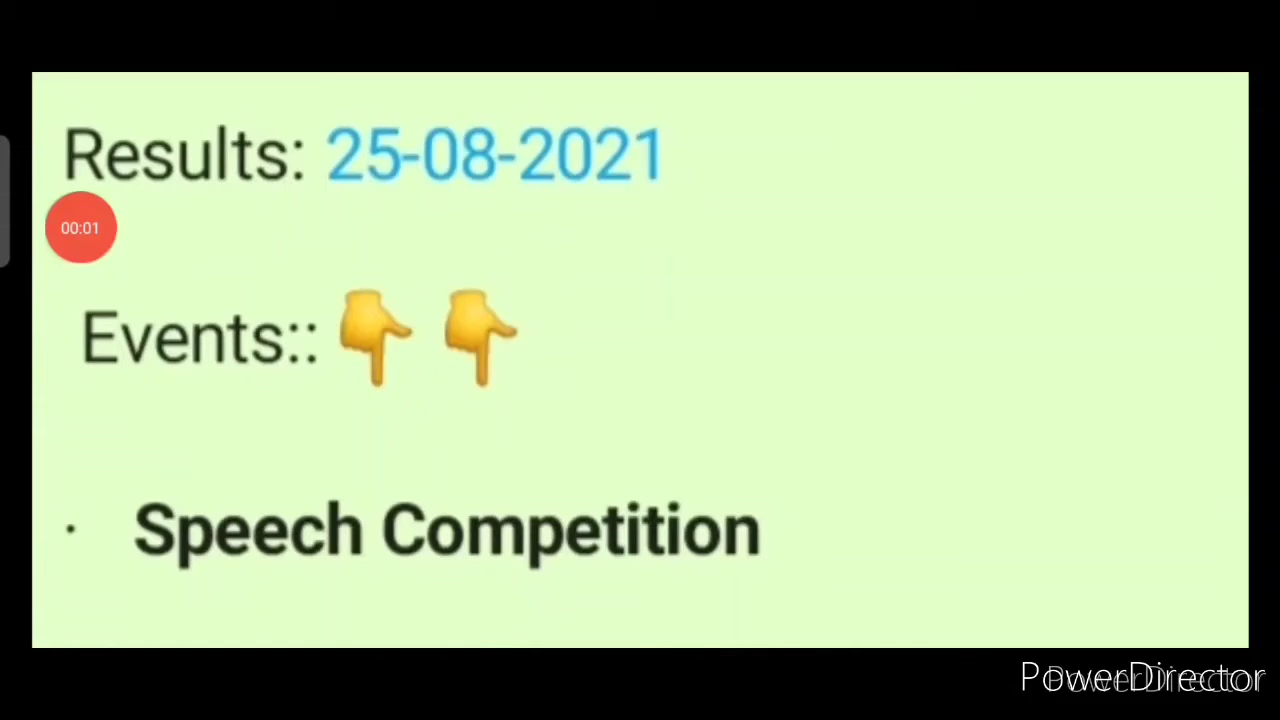 Results: 25-08-2021
00:01
Events::👇 👇
· Speech Competition
PowerDirector